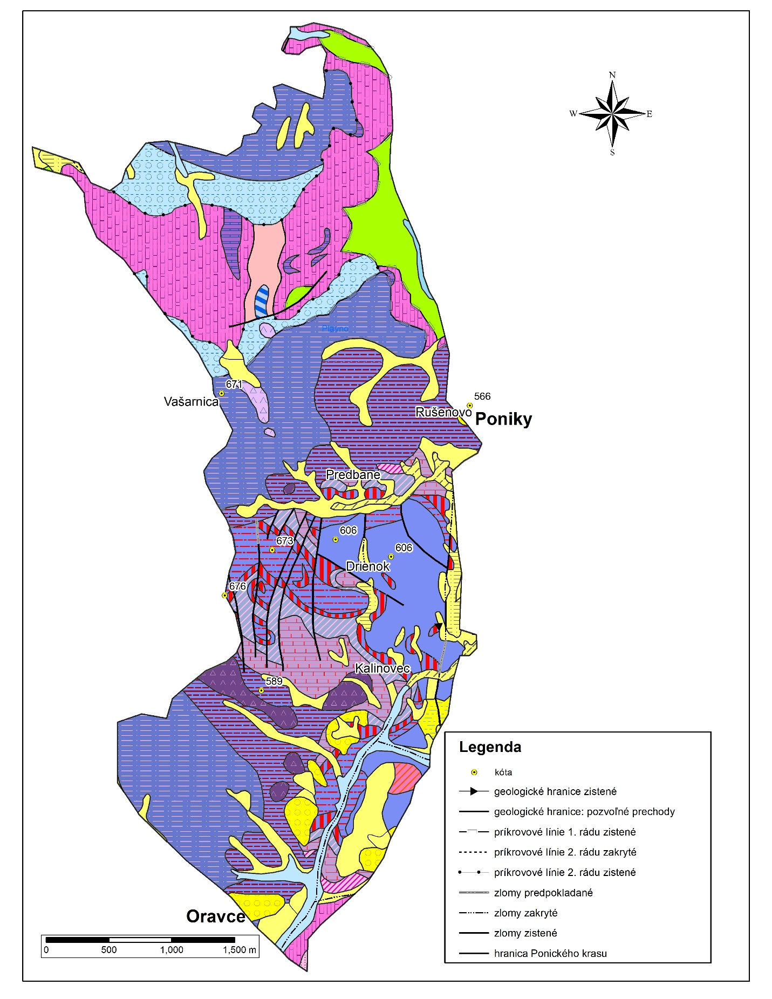 N
W
E
S
Plavno
671
Vašarnica
566
Rušenovo
Poniky
Predbane
606
673
606
Drienok
676
Kalinovec
589
Legenda
kóta
geologické hranice zistené
geologické hranice: pozvoľné prechody
príkrovové línie 1. rádu zistené
príkrovové línie 2. rádu zakryté
príkrovové línie 2. rádu zistené
zlomy predpokladané
zlomy zakryté
zlomy zistené
hranica Ponického krasu
Oravce
0 500 1,000 1,500 m